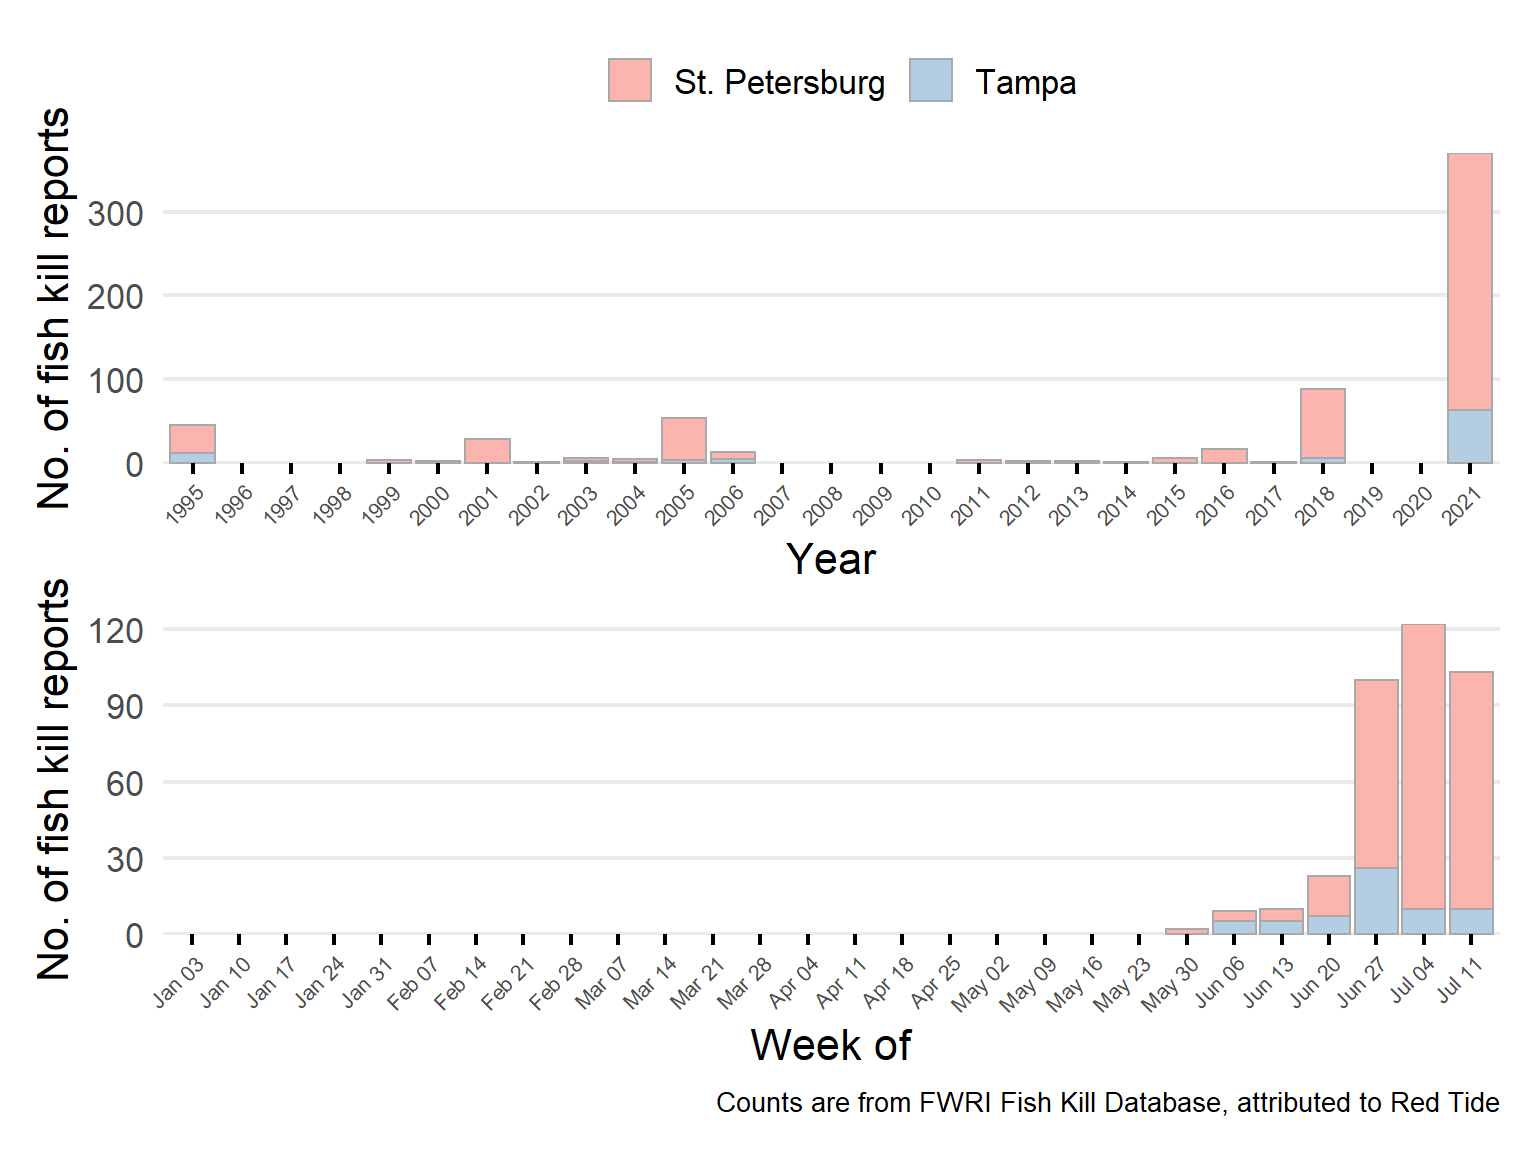 St. Petersburg Tampa
No. of fish kill reports
300
200
100
0
1995 1996 1997 1998 1999 2000 2001 2002 2003 2004 2005 2006 2007 2008 2009 2010 2011 2012 2013 2014 2015 2016 2017 2018 2019 2020 2021
Year
No. of fish kill reports
120
90
60
30
0
Jan 03 Jan 10 Jan 17 Jan 24 Jan 31 Feb 07 Feb 14 Feb 21 Feb 28 Mar 07 Mar 14 Mar 21 Mar 28 Apr 04 Apr 11 Apr 18 Apr 25 May 02 May 09 May 16 May 23 May 30 Jun 06 Jun 13 Jun 20 Jun 27 Jul 04 Jul 11
Week of
Counts are from FWRI Fish Kill Database, attributed to Red Tide